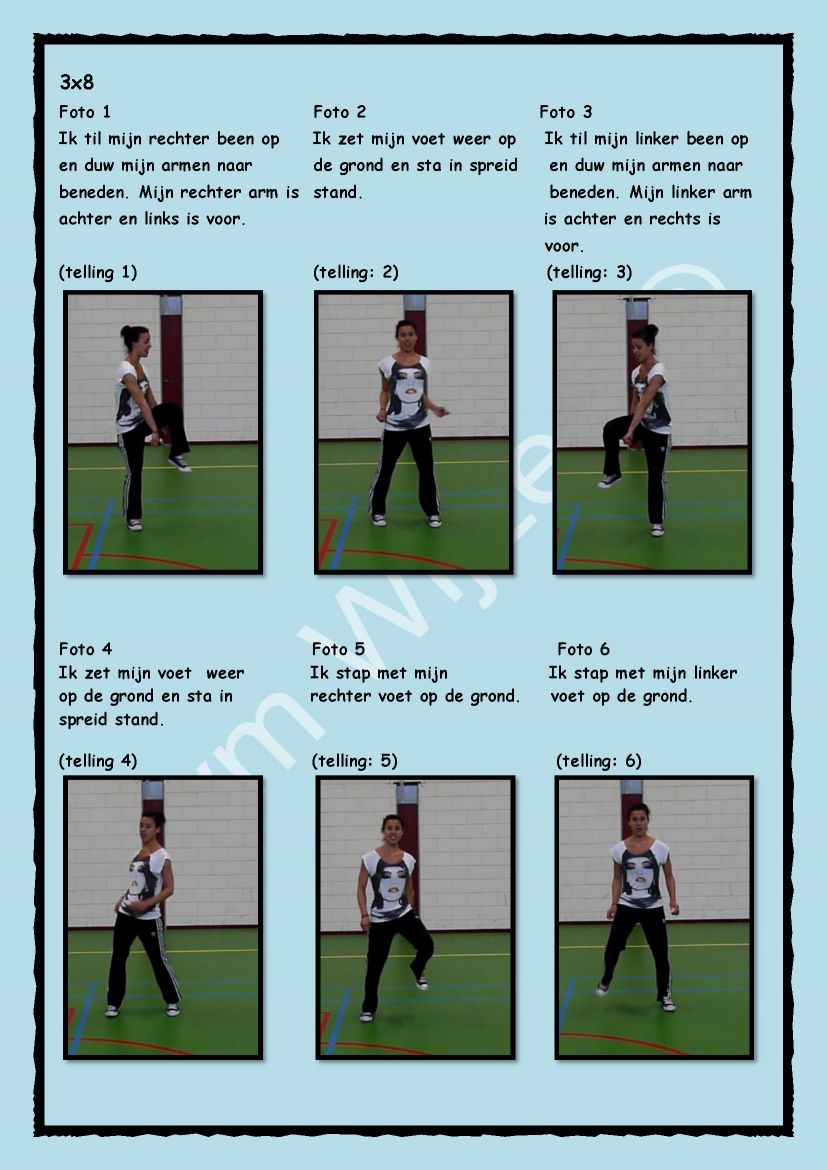 3x8
Foto 1
Ik til mijn rechter been op
en duw mijn armen naar
beneden. Mijn rechter arm is
achter en links is voor.
(telling 1)
Foto 2
Ik zet mijn voet weer op
de grond en sta in spreid
stand.
(telling: 2)
Foto 3
Ik til mijn linker been op
en duw mijn armen naar
beneden. Mijn linker arm
is achter en rechts is
voor.
(telling: 3)
Foto 4
Ik zet mijn voet weer
op de grond en sta in
spreid stand.
(telling 4)
Foto 5
Ik stap met mijn
rechter voet op de grond.
(telling: 5)
Foto 6
Ik stap met mijn linker
voet op de grond.
(telling: 6)